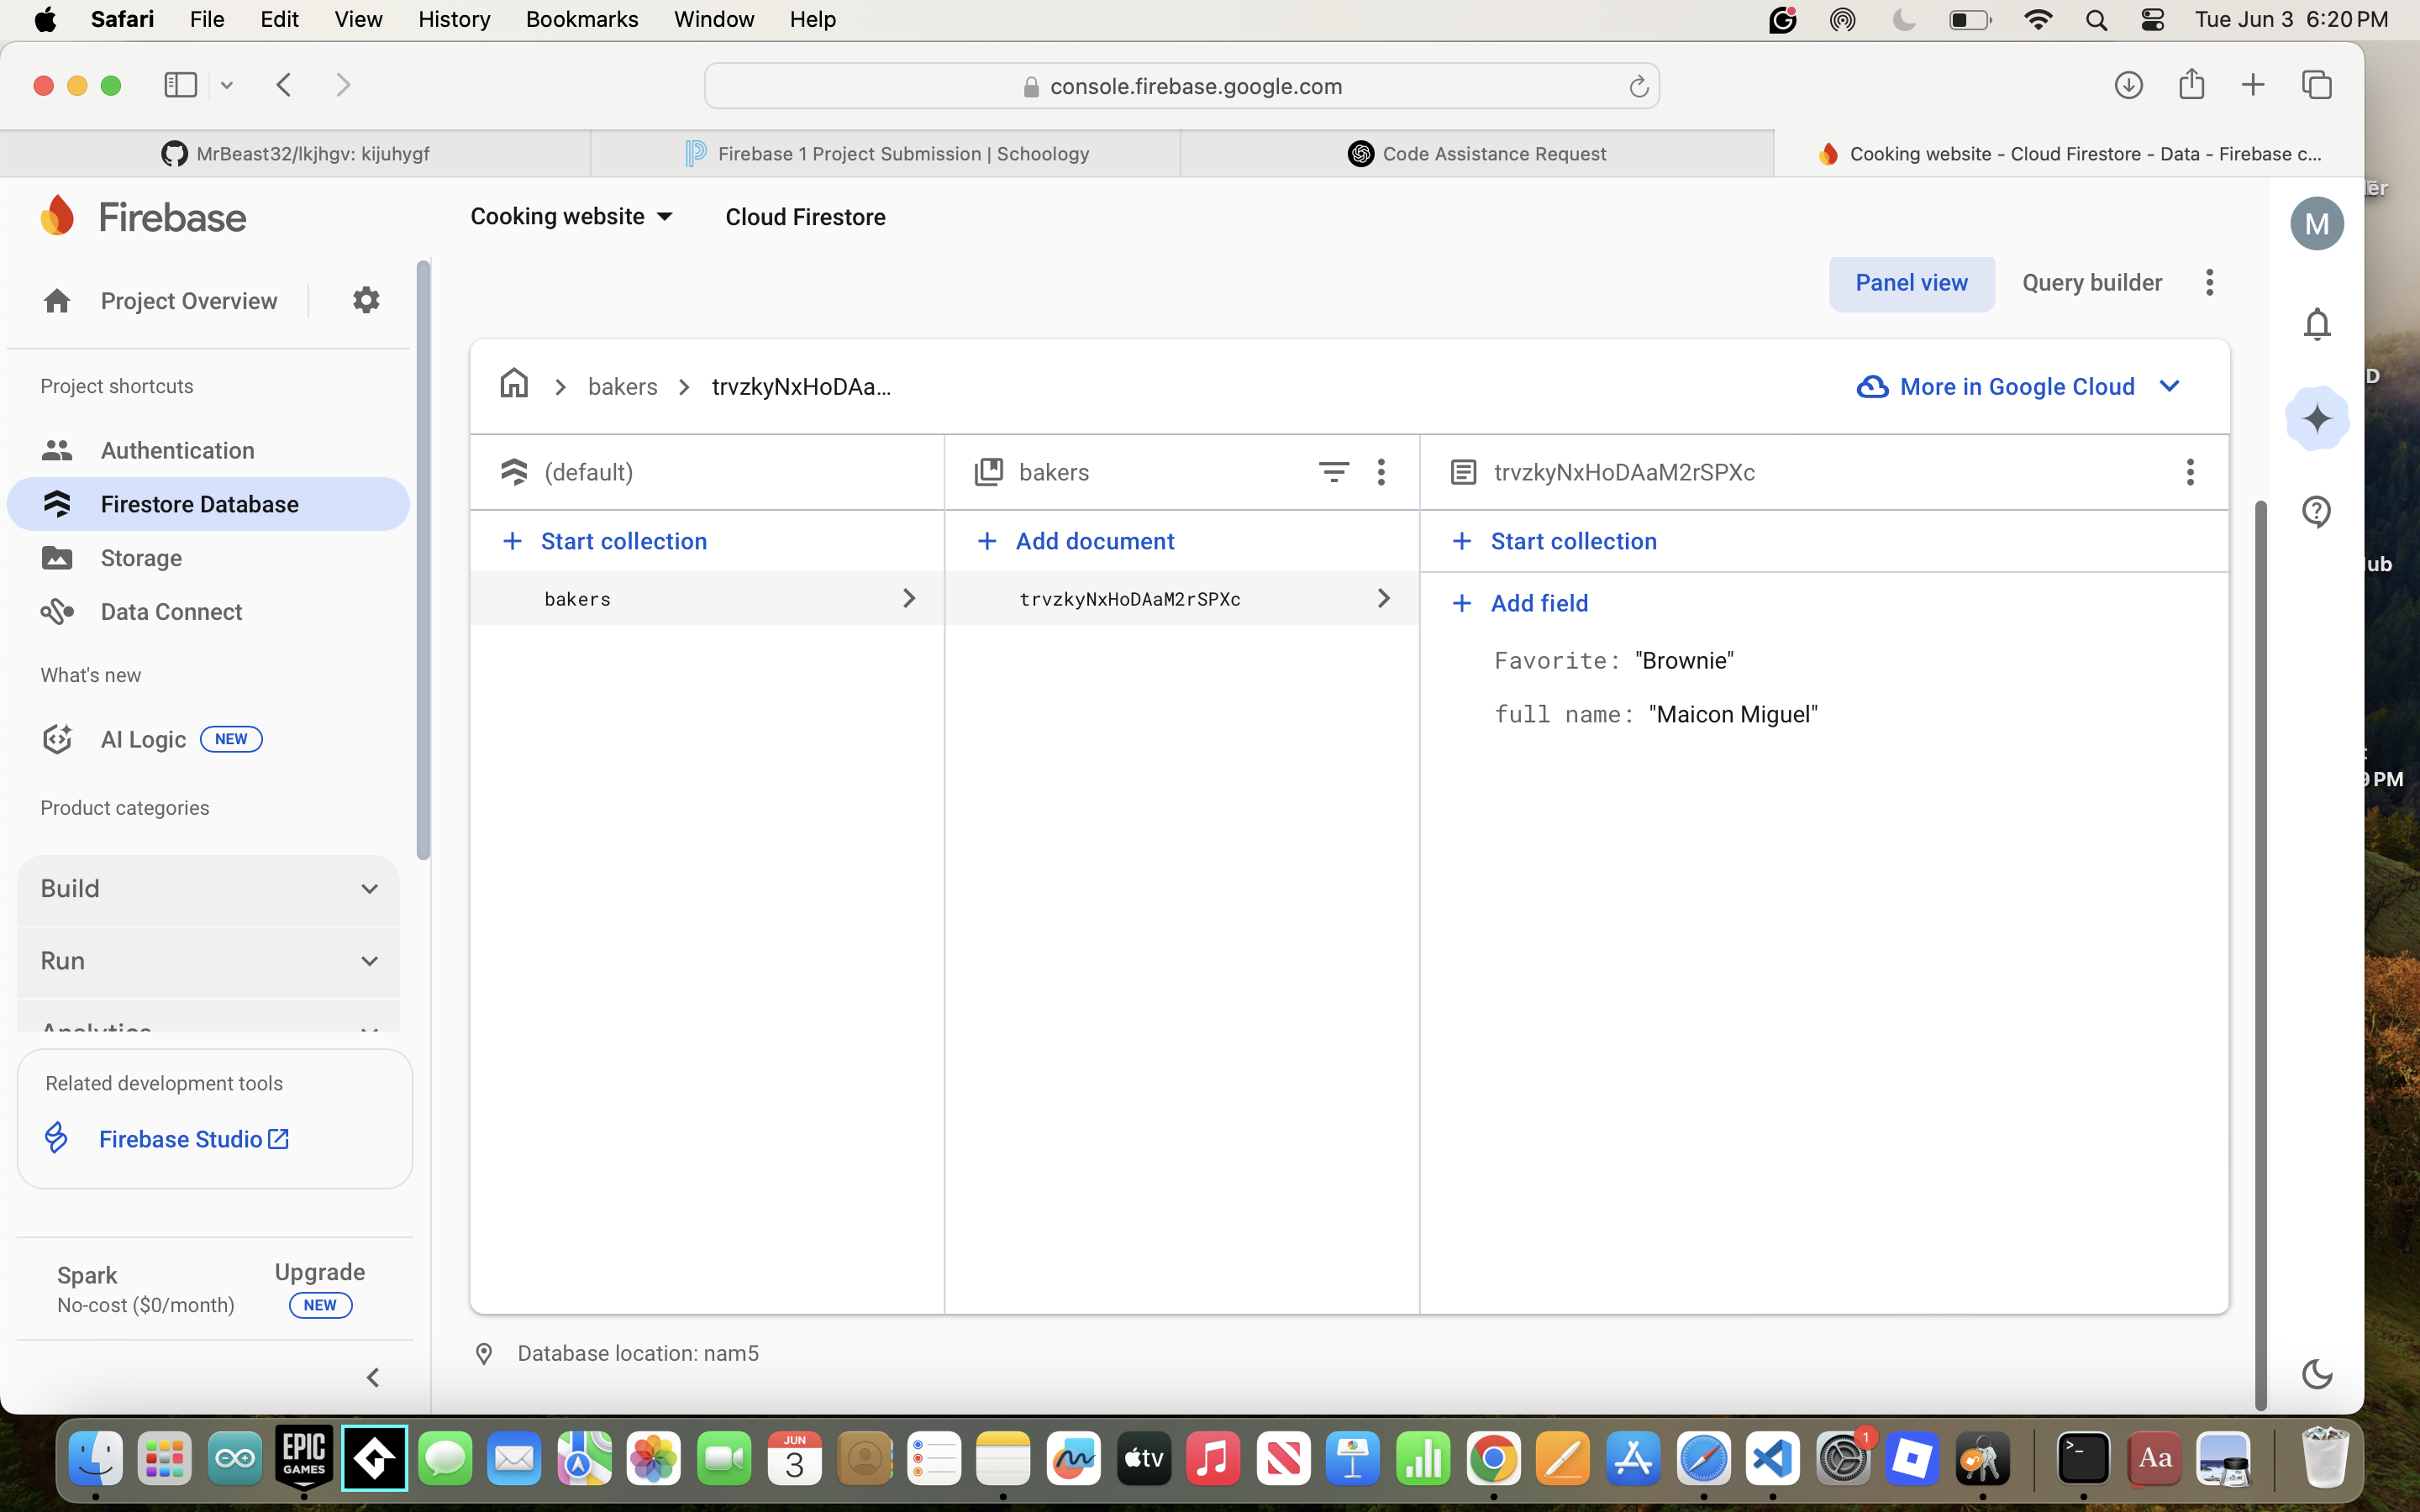 Safari File Edit View History Bookmarks Window Help Tue Jun 3 6:20 PM
console.firebase.google.com
MrBeast32/lkjhgv: kijuhygf Firebase 1 Project Submission | Schoology Code Assistance Request Cooking website - Cloud Firestore - Data - Firebase c...
Firebase Cooking website Cloud Firestore M
Project Overview
Panel view Query builder
Project shortcuts
bakers trvzkyNxHoDAa... More in Google Cloud
Authentication
(default) bakers trvzkyNxHoDAaM2rSPXc
Firestore Database
+ Start collection + Add document + Start collection
Storage
bakers trvzkyNxHoDAaM2rSPXc + Add field
Data Connect
Favorite: "Brownie"
What's new
full name: "Maicon Miguel"
AI Logic NEW
9 PM
Product categories
Build
Run
Analytics
Related development tools
Firebase Studio
Spark Upgrade
No-cost ($0/month) NEW
Database location: nam5
EPIC GAMES JUN 3 tv 1 >_ Aa